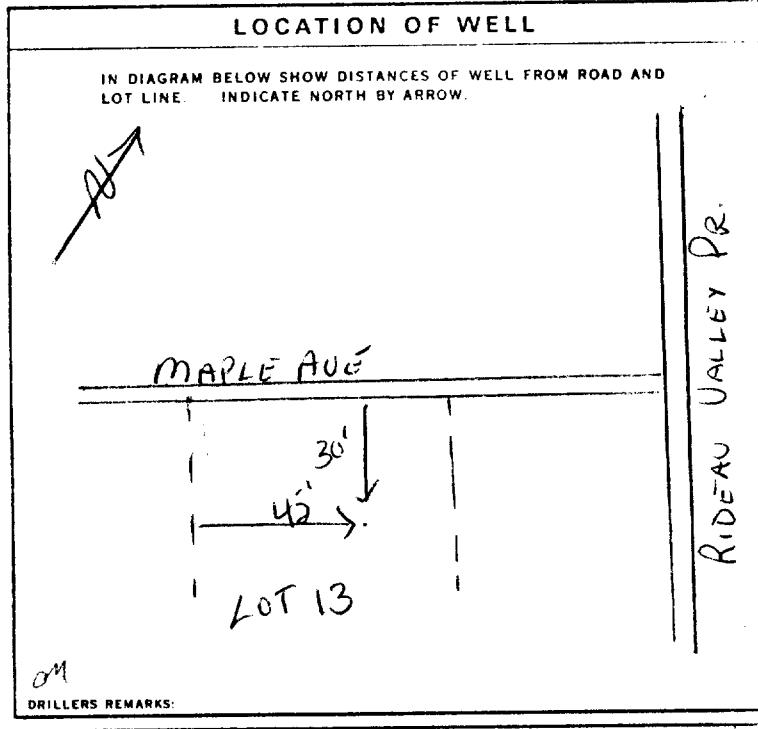 LOCATION OF WELL
IN DIAGRAM BELOW SHOW DISTANCES OF WELL FROM ROAD AND
LOT LINE. INDICATE NORTH BY ARROW.
N
MAPLE AVE
RIDEAU VALLEY DR.
30'
42'
LOT 13
DRILLERS REMARKS: